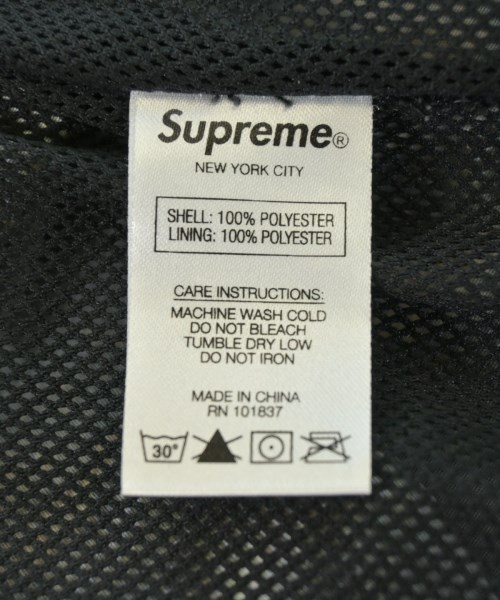 Supreme®
NEW YORK CITY
SHELL: 100% POLYESTER
LINING: 100% POLYESTER
CARE INSTRUCTIONS:
MACHINE WASH COLD
DO NOT BLEACH
TUMBLE DRY LOW
DO NOT IRON
MADE IN CHINA
RN 101837
30°